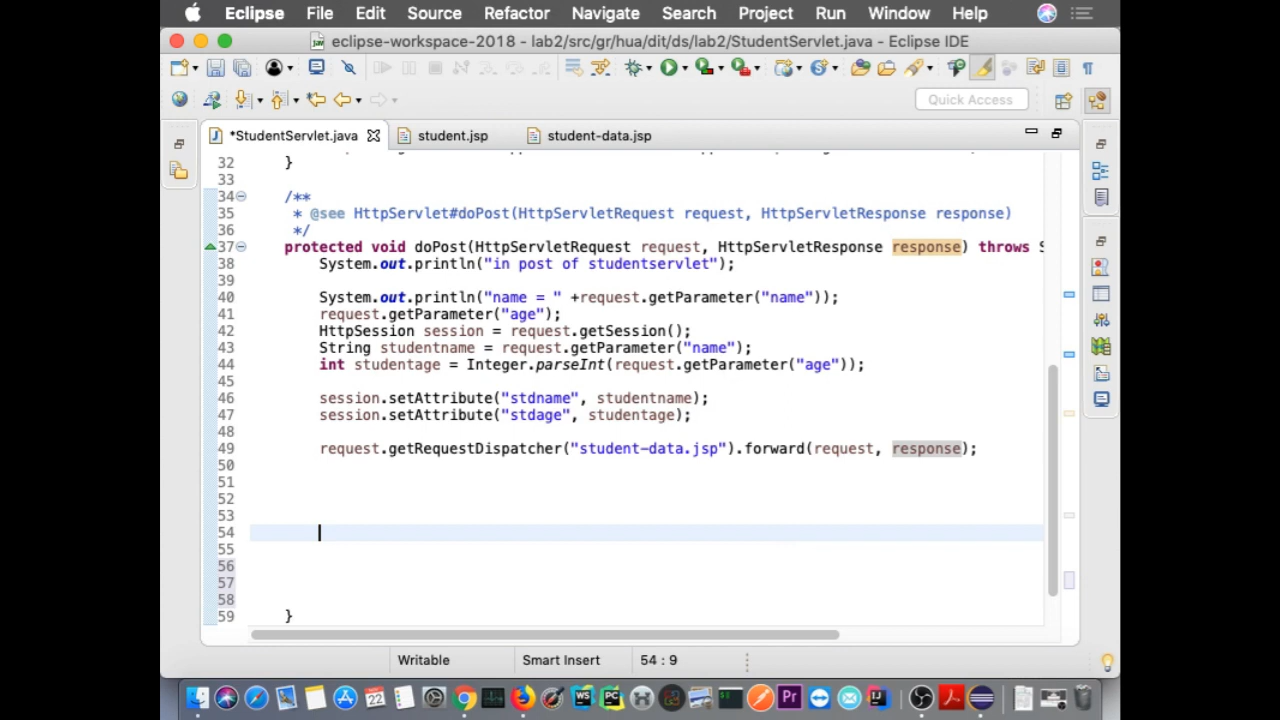 Eclipse File Edit Source Refactor Navigate Search Project Run Window Help
eclipse-workspace-2018 - lab2/src/gr/hua/dit/ds/lab2/StudentServlet.java - Eclipse IDE
Quick Access
*StudentServlet.java student.jsp student-data.jsp
32 }
33
34 /**
35 * @see HttpServlet#doPost(HttpServletRequest request, HttpServletResponse response)
36 */
37 protected void doPost(HttpServletRequest request, HttpServletResponse response) throws S
38 System.out.println("in post of studentservlet");
39
40 System.out.println("name = " +request.getParameter("name"));
41 request.getParameter("age");
42 HttpSession session = request.getSession();
43 String studentname = request.getParameter("name");
44 int studentage = Integer.parseInt(request.getParameter("age"));
45
46 session.setAttribute("stdname", studentname);
47 session.setAttribute("stdage", studentage);
48
49 request.getRequestDispatcher("student-data.jsp").forward(request, response);
50
51
52
53
54
55
56
57
58
59 }
Writable Smart Insert 54 : 9